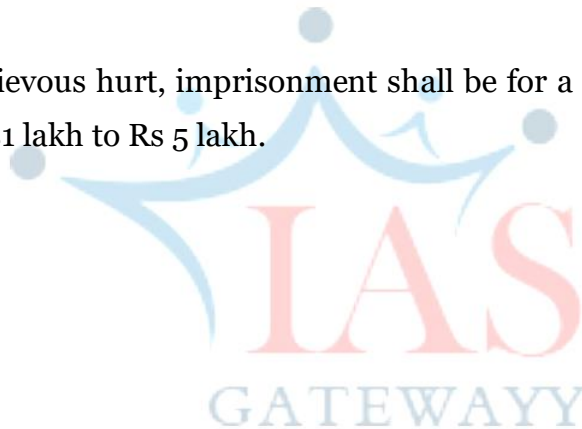 ievous hurt, imprisonment shall be for a
1 lakh to Rs 5 lakh.
IAS
GATEWAYY